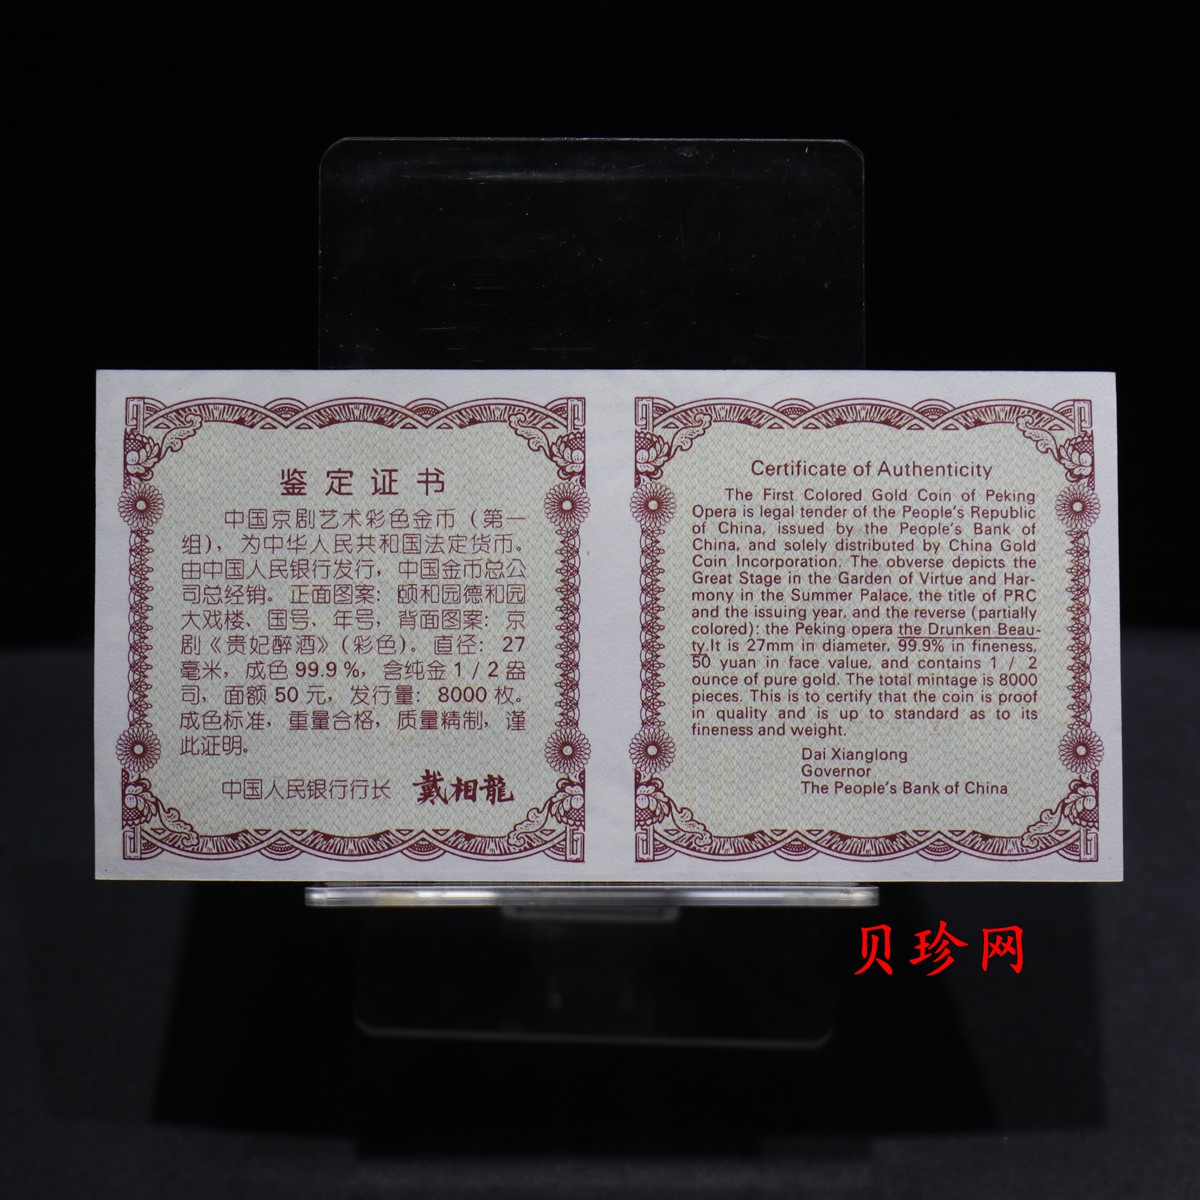 鉴定证书
中国京剧艺术彩色金币（第一
组），为中华人民共和国法定货币。
由中国人民银行发行，中国金币总公
司总经销。正面图案：颐和园德和园
大戏楼、国号、年号，背面图案：京
剧《贵妃醉酒》（彩色）。直径：27
毫米，成色99.9%，含纯金1/2盎
司，面额50元，发行量：8000枚。
成色标准，重量合格，质量精制，谨
此证明。
中国人民银行行长 戴相龍
Certificate of Authenticity
The First Colored Gold Coin of Peking
Opera is legal tender of the People's Republic
of China, issued by the People's Bank of
China, and solely distributed by China Gold
Coin Incorporation. The obverse depicts the
Great Stage in the Garden of Virtue and Har-
mony in the Summer Palace, the title of PRC
and the issuing year, and the reverse (partially
colored): the Peking opera the Drunken Beau-
ty.It is 27mm in diameter, 99.9% in fineness,
50 yuan in face value, and contains 1 / 2
ounce of pure gold. The total mintage is 8000
pieces. This is to certify that the coin is proof
in quality and is up to standard as to its
fineness and weight.
Dai Xianglong
Governor
The People's Bank of China
贝珍网